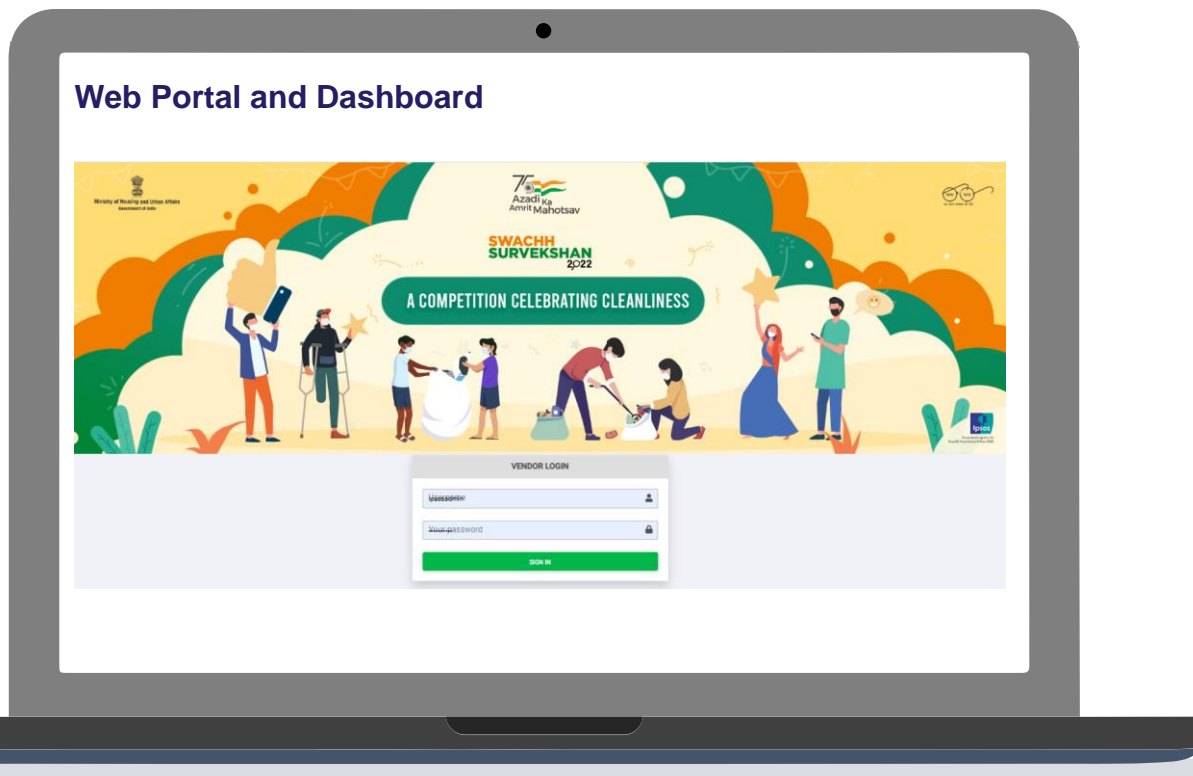 Web Portal and Dashboard
Ministry of Housing and Urban Affairs
Government of India
75
Azadi Ka
Amrit Mahotsav
SWACHH
SURVEKSHAN
2022
A COMPETITION CELEBRATING CLEANLINESS
Ipsos
VENDOR LOGIN
Your password
SIGN IN